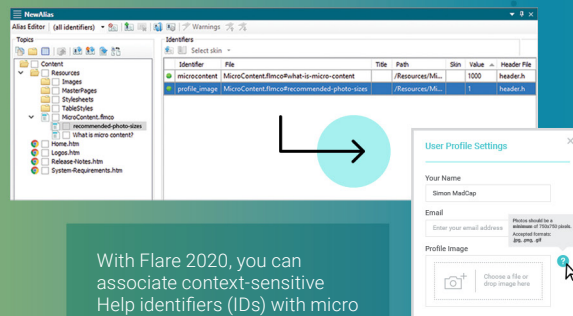 NewAlias
Alias Editor (all identifiers) Warnings
Topics
Identifiers
Select skin
Content
Resources
Images
MasterPages
Stylesheets
TableStyles
MicroContent.flmco
recommended-photo-sizes
What is micro content?
Home.htm
Logos.htm
Release-Notes.htm
System-Requirements.htm
Identifier File Title Path Skin Value Header File
microcontent MicroContent.flmco#what-is-micro-content /Resources/Mi... 1000 header.h
profile_image MicroContent.flmco#recommended-photo-sizes /Resources/Mi... 1 header.h
User Profile Settings
Your Name
Simon MadCap
Email
Enter your email address
Photos should be a
minimum of 750x750 pixels.
Accepted formats:
.jpg, .png, .gif
Profile Image
?
Choose a file or
drop image here
With Flare 2020, you can
associate context-sensitive
Help identifiers (IDs) with micro